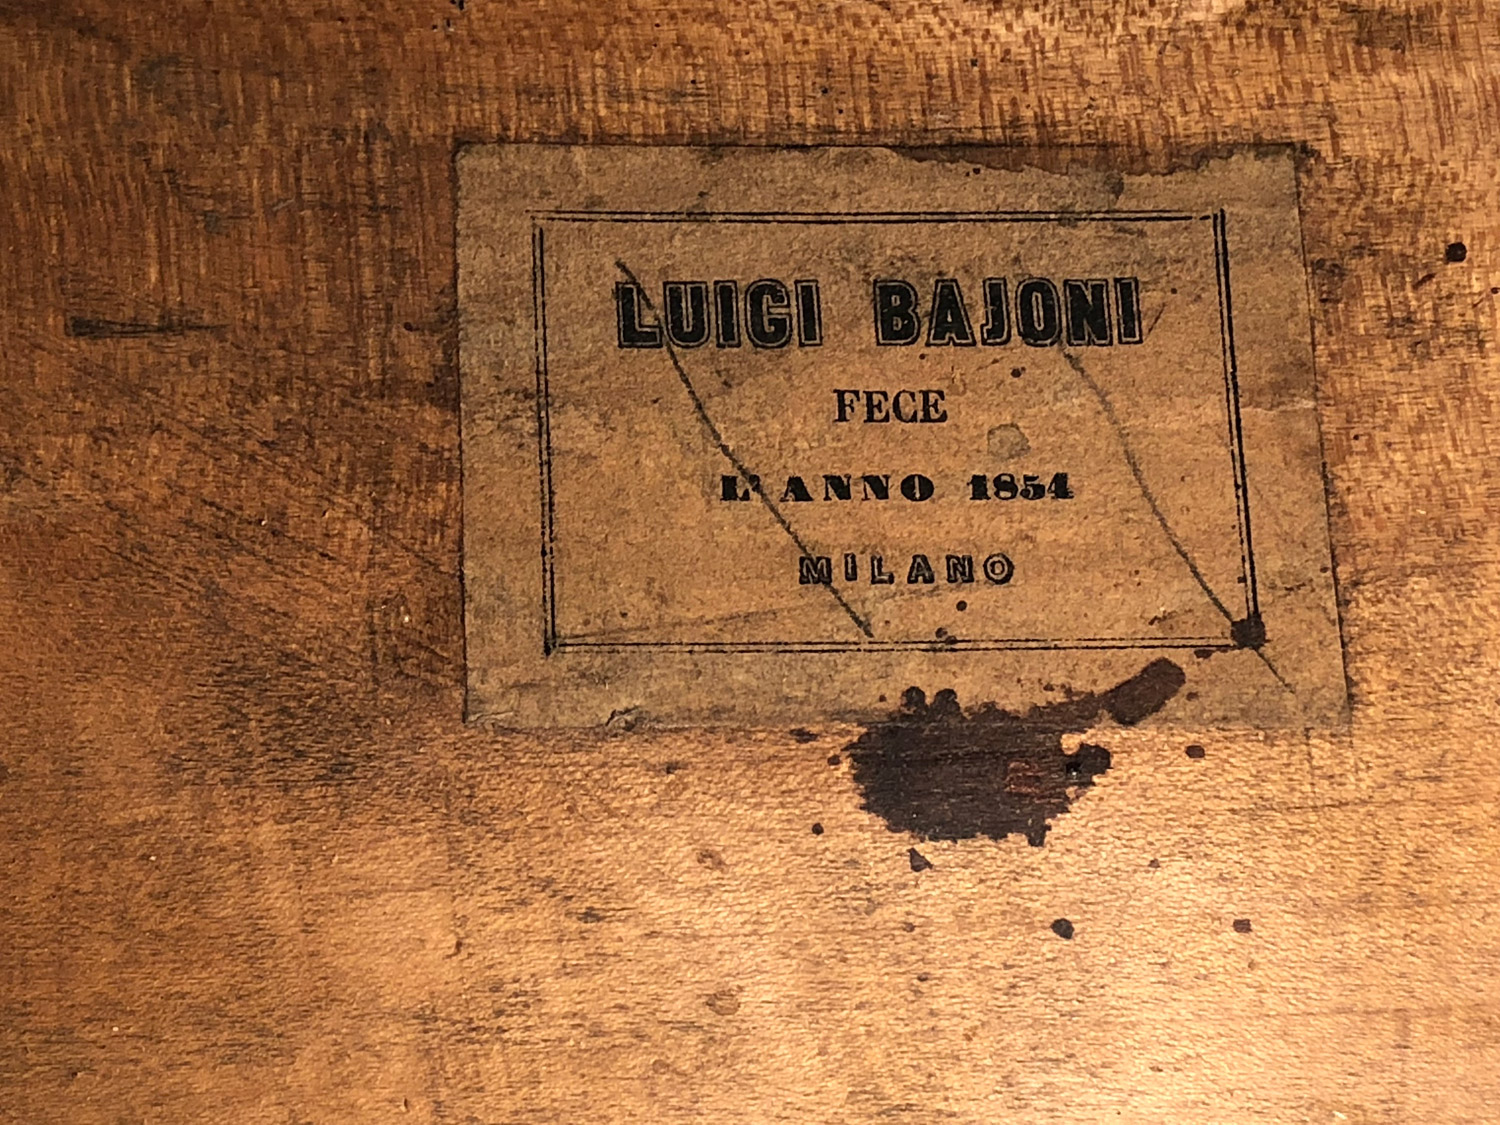 LUIGI BAJONI
FECE
L' ANNO 1854
MILANO